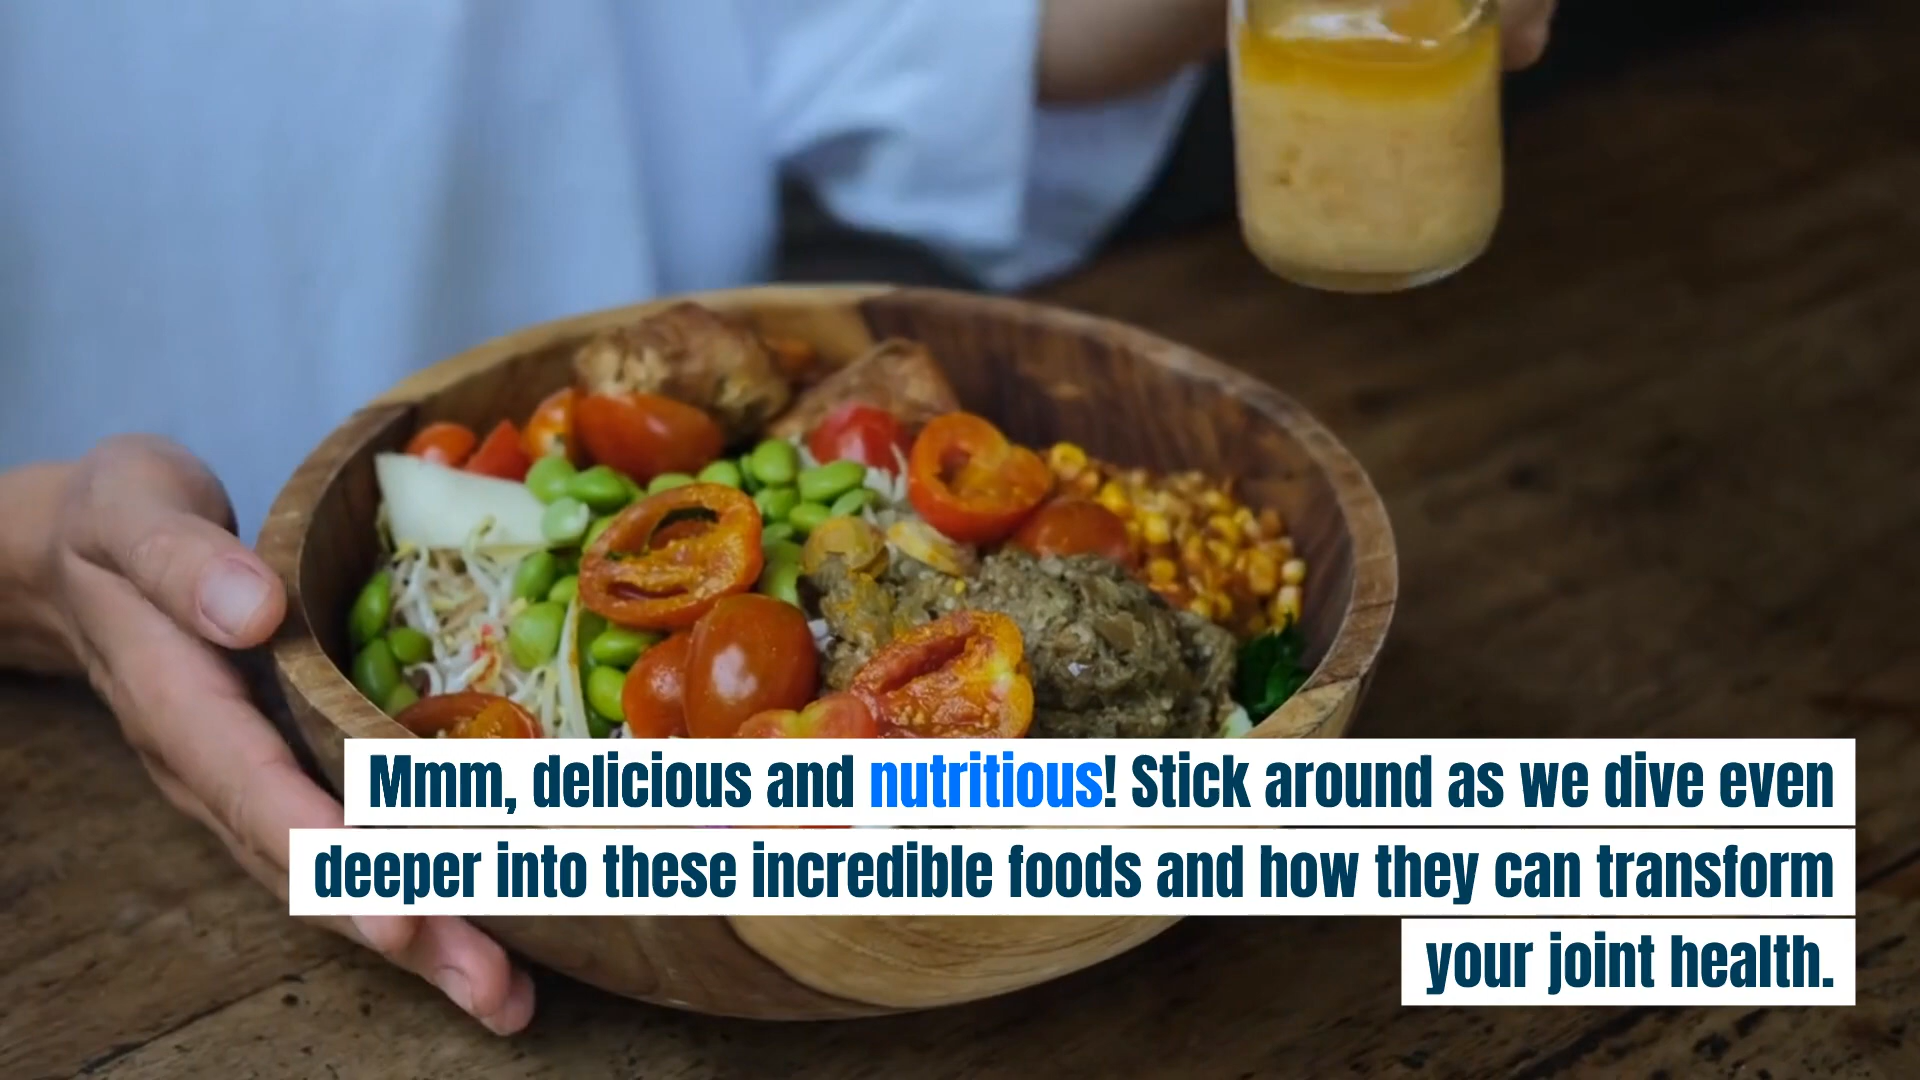 Mmm, delicious and nutritious! Stick around as we dive even
deeper into these incredible foods and how they can transform
your joint health.